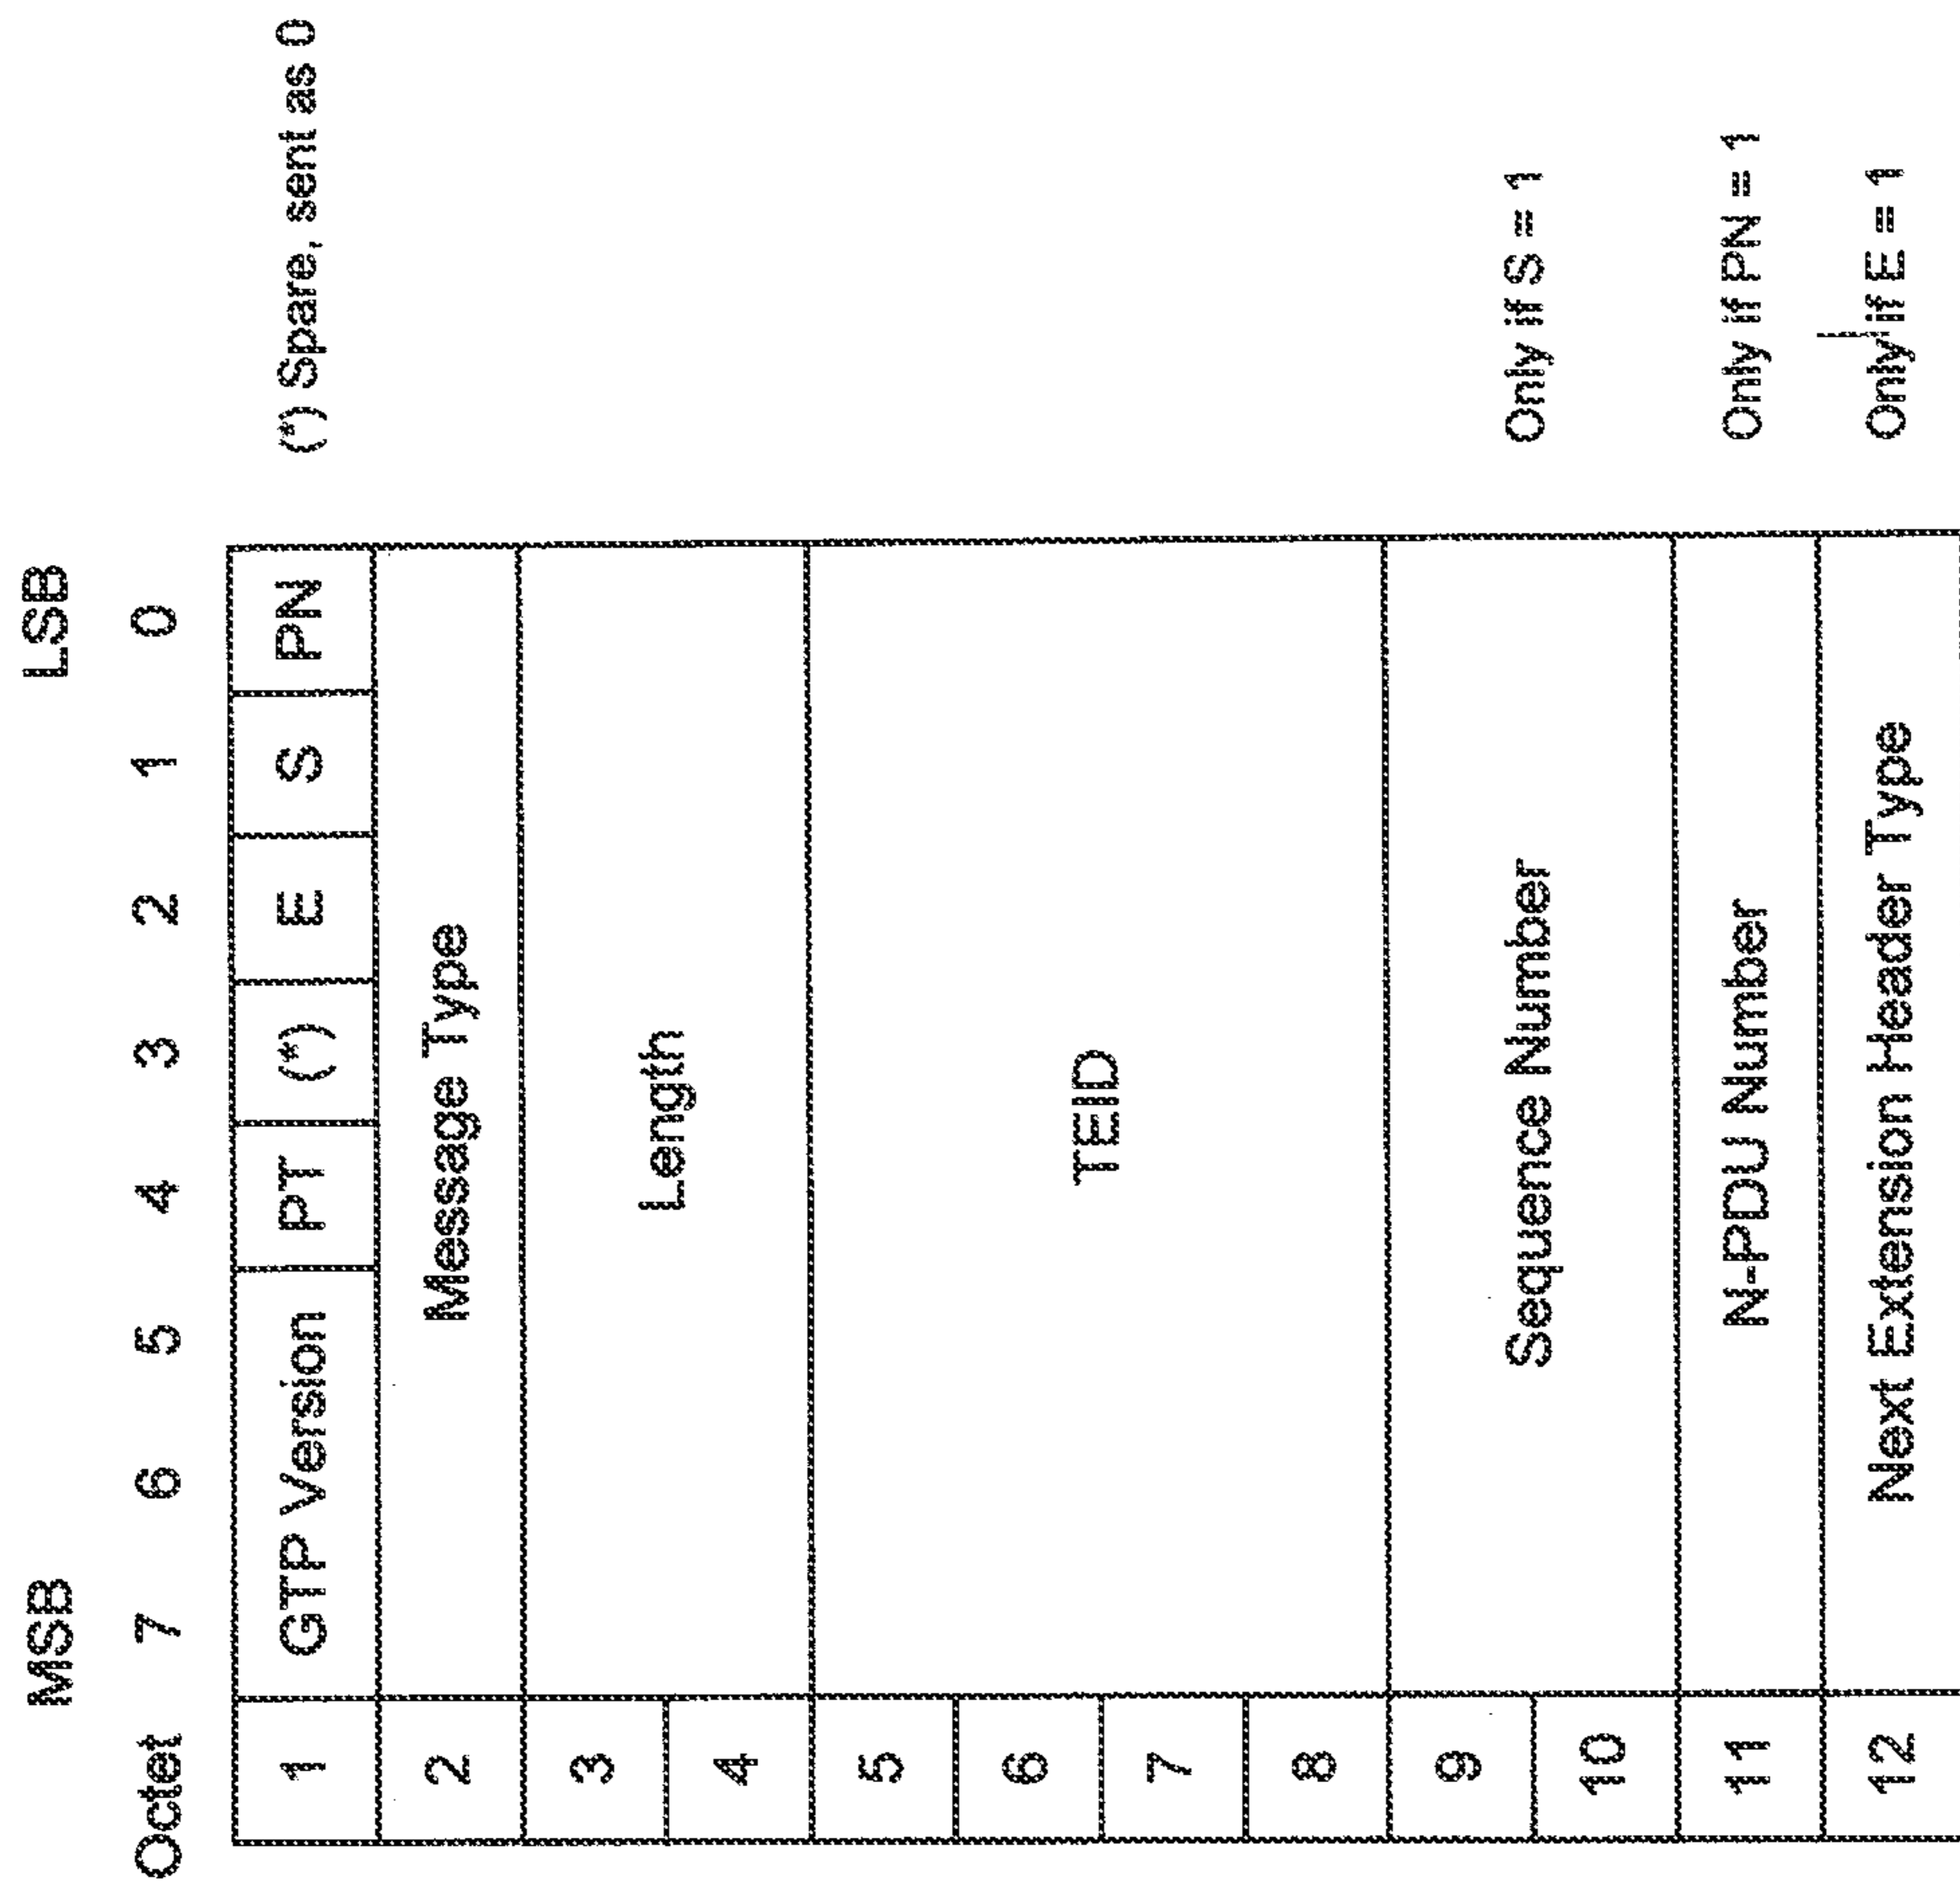 MSB LSB
Octet 7 6 5 4 3 2 1 0
1 GTP Version PT (*) E S PN (*) Spare, sent as 0
2 Message Type
3 Length
4
5 TEID
6
7
8
9 Sequence Number Only if S = 1
10
11 N-PDU Number Only if PN = 1
12 Next Extension Header Type Only if E = 1